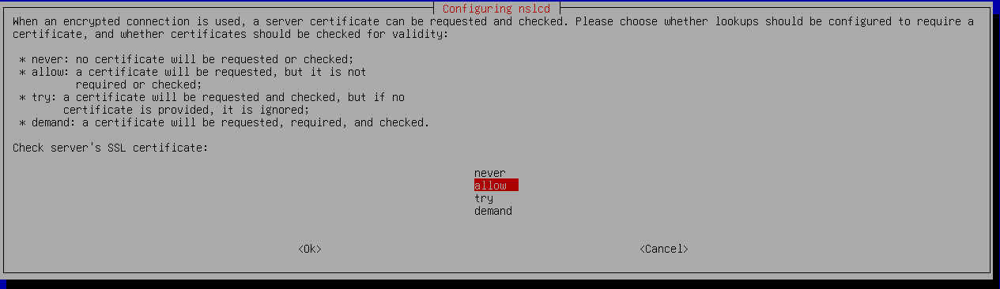 Configuring nslcd
When an encrypted connection is used, a server certificate can be requested and checked. Please choose whether lookups should be configured to require a
certificate, and whether certificates should be checked for validity:
* never: no certificate will be requested or checked;
* allow: a certificate will be requested, but it is not
required or checked;
* try: a certificate will be requested and checked, but if no
certificate is provided, it is ignored;
* demand: a certificate will be requested, required, and checked.
Check server's SSL certificate:
never
allow
try
demand
<Ok> <Cancel>